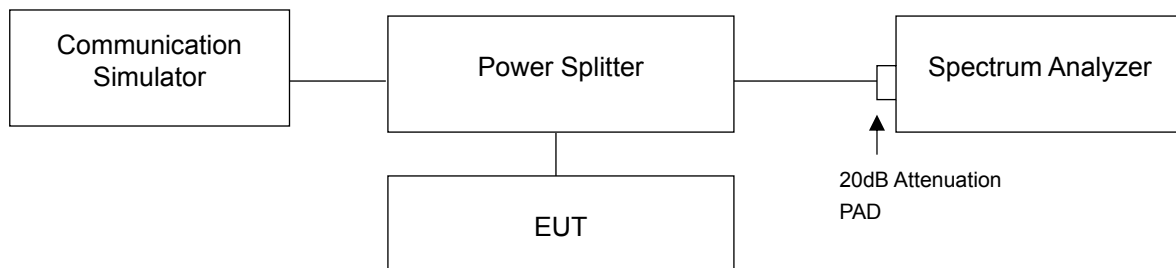 Communication
Simulator
Power Splitter
Spectrum Analyzer
20dB Attenuation
PAD
EUT